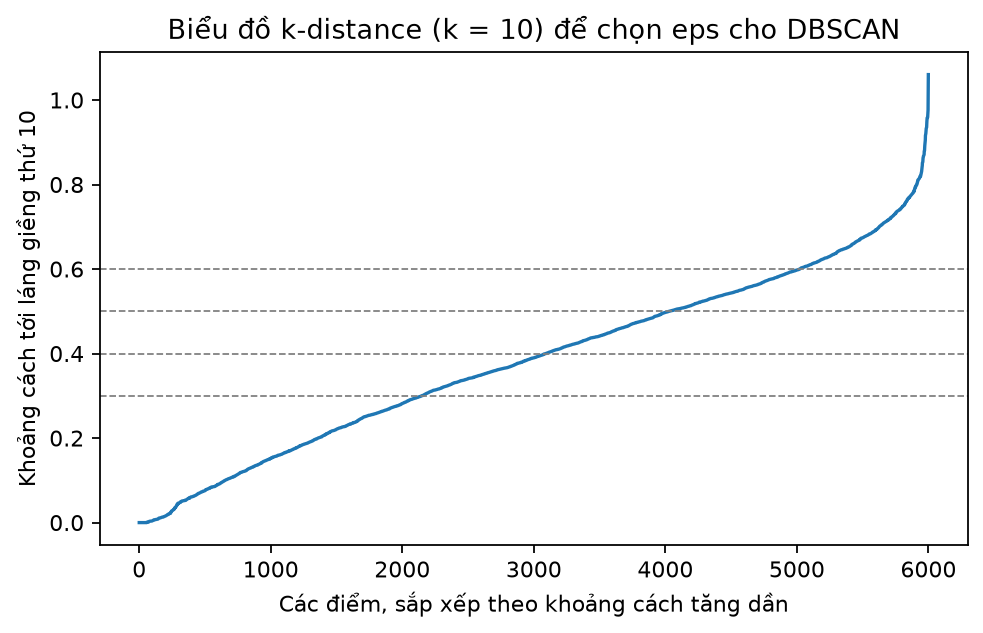 Biểu đồ k-distance (k = 10) để chọn eps cho DBSCAN
Khoảng cách tới láng giềng thứ 10
1.0
0.8
0.6
0.4
0.2
0.0
0 1000 2000 3000 4000 5000 6000
Các điểm, sắp xếp theo khoảng cách tăng dần